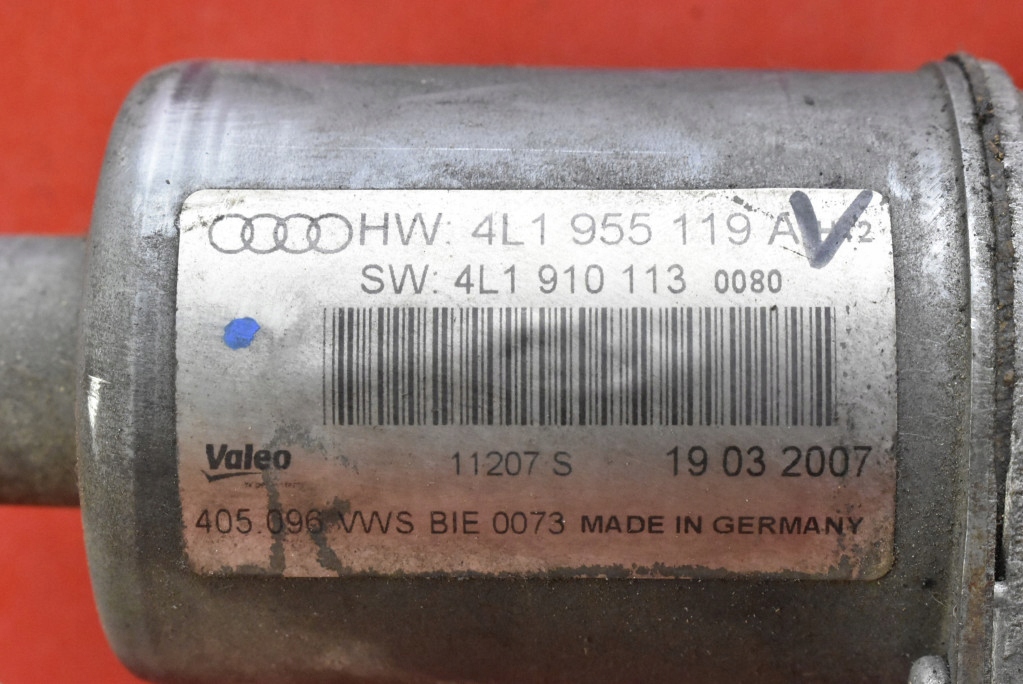 HW: 4L1 955 119 A
SW: 4L1 910 113 0080
Valeo 11207 S 19 03 2007
405.096 VWS BIE 0073 MADE IN GERMANY